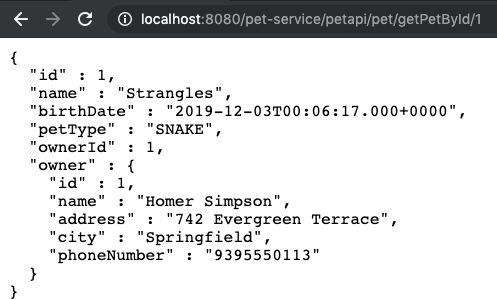 localhost:8080/pet-service/petapi/pet/getPetById/1
{
  "id" : 1,
  "name" : "Strangles",
  "birthDate" : "2019-12-03T00:06:17.000+0000",
  "petType" : "SNAKE",
  "ownerId" : 1,
  "owner" : {
    "id" : 1,
    "name" : "Homer Simpson",
    "address" : "742 Evergreen Terrace",
    "city" : "Springfield",
    "phoneNumber" : "9395550113"
  }
}